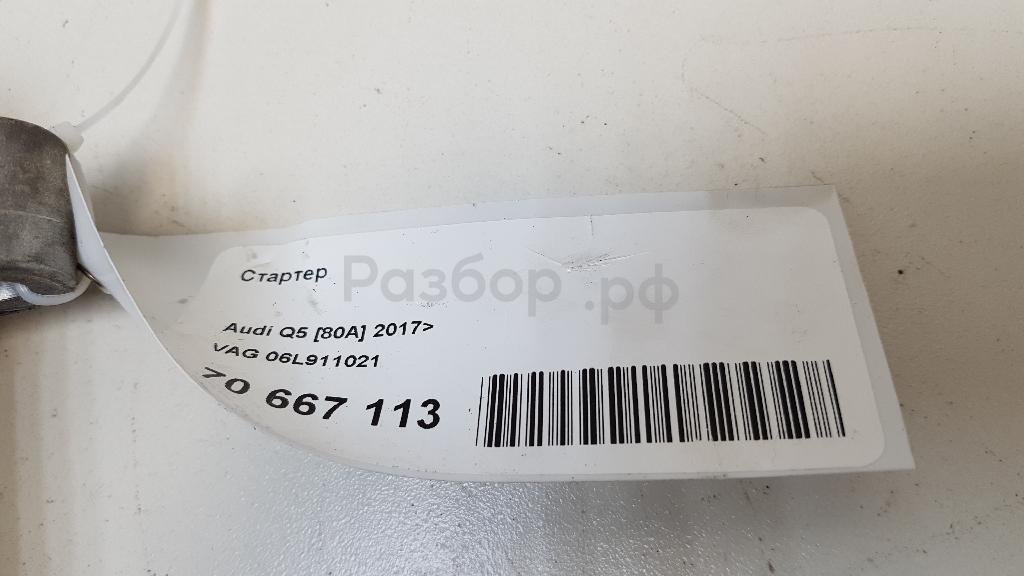 Стартер
Разбор.рф
Audi Q5 [80A] 2017>
VAG 06L911021
70 667 113